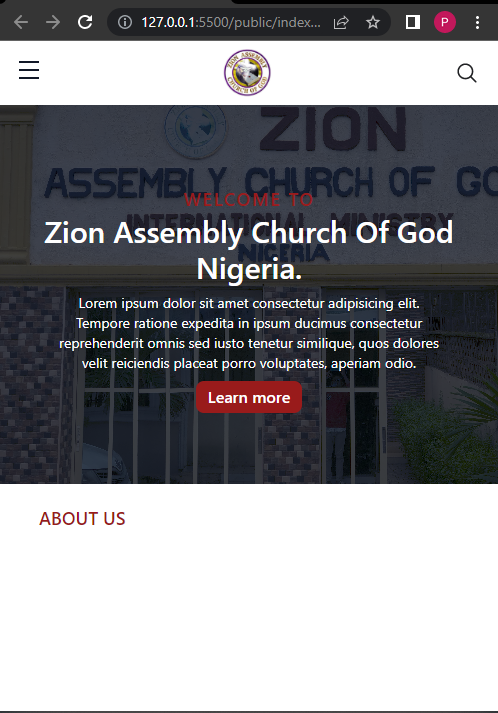 127.0.0.1:5500/public/index...
P
ZION ASSEMBLY
CHURCH OF GOD
ZION
ASSEMBLY CHURCH OF GO
WELCOME TO
INTERNATIONAL MINISTRY
NIGERIA
Zion Assembly Church Of God
Nigeria.
Lorem ipsum dolor sit amet consectetur adipisicing elit.
Tempore ratione expedita in ipsum ducimus consectetur
reprehenderit omnis sed iusto tenetur similique, quos dolores
velit reiciendis placeat porro voluptates, aperiam odio.
Learn more
ABOUT US